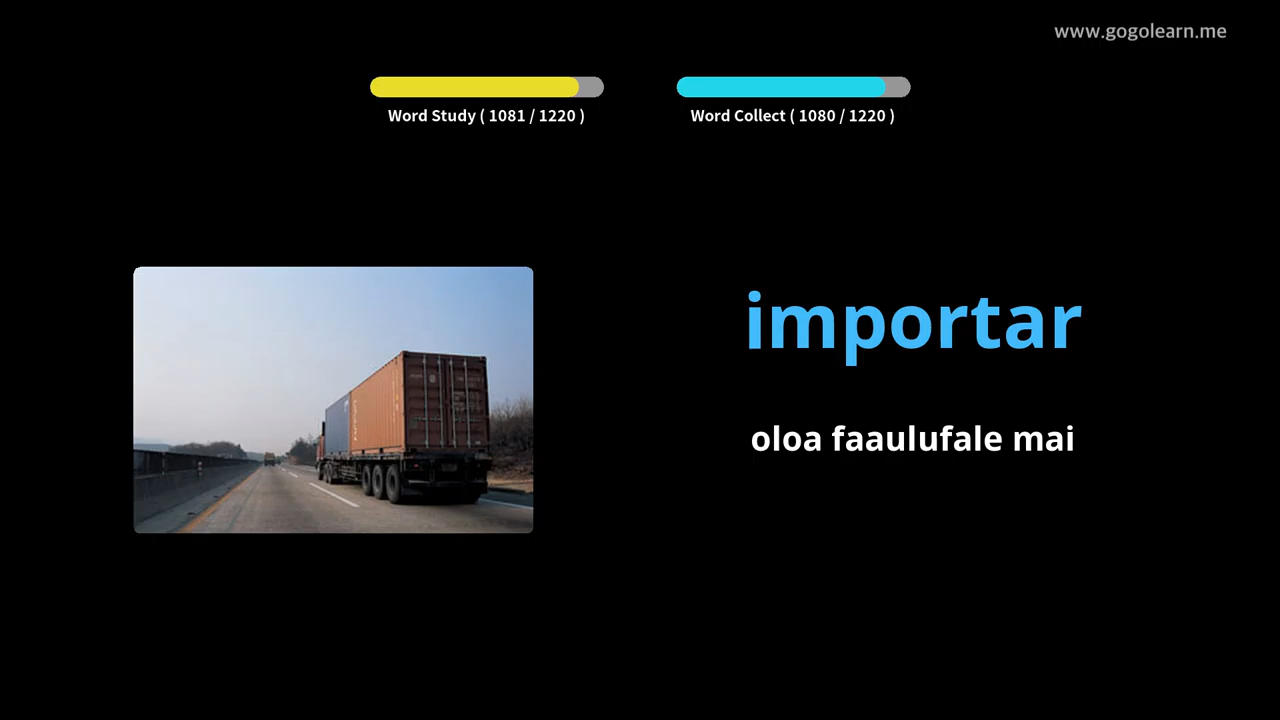 www.gogolearn.me
Word Study ( 1081 / 1220 )
Word Collect ( 1080 / 1220 )
importar
oloa faaulufale mai